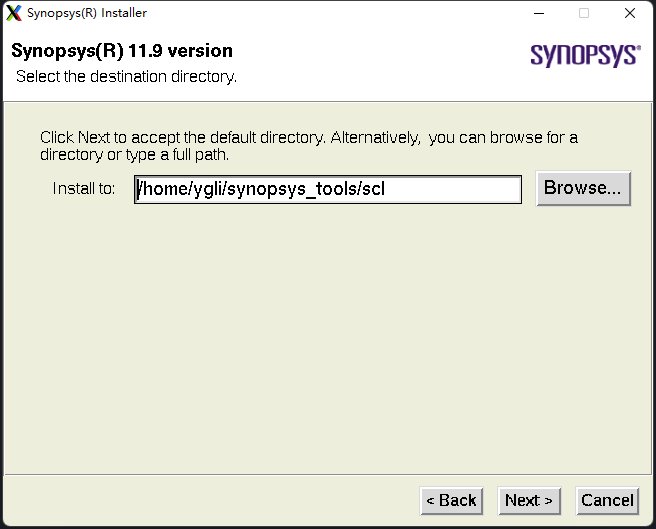 Synopsys(R) Installer
Synopsys(R) 11.9 version
SYNOPSYS®
Select the destination directory.
Click Next to accept the default directory. Alternatively, you can browse for a
directory or type a full path.
Install to: /home/ygli/synopsys_tools/scl Browse...
< Back Next > Cancel